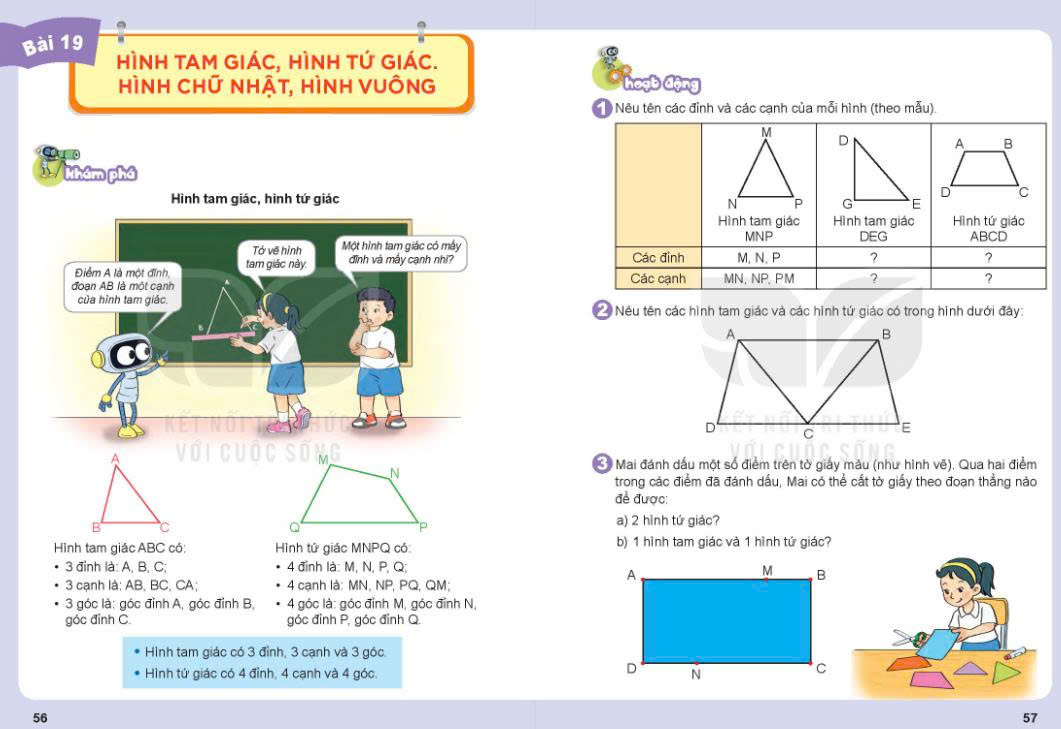 Bài 19
HÌNH TAM GIÁC, HÌNH TỨ GIÁC.
HÌNH CHỮ NHẬT, HÌNH VUÔNG
khám phá
Hình tam giác, hình tứ giác
Điểm A là một đỉnh,
đoạn AB là một cạnh
của hình tam giác.
Tớ vẽ hình
tam giác này.
Một hình tam giác có mấy
đỉnh và mấy cạnh nhỉ?
A
B
C
KẾT NỐI TRI THỨC
VỚI CUỘC SỐNG
A
B
C
M
N
Q
P
Hình tam giác ABC có:
• 3 đỉnh là: A, B, C;
• 3 cạnh là: AB, BC, CA;
• 3 góc là: góc đỉnh A, góc đỉnh B,
góc đỉnh C.
Hình tứ giác MNPQ có:
• 4 đỉnh là: M, N, P, Q;
• 4 cạnh là: MN, NP, PQ, QM;
• 4 góc là: góc đỉnh M, góc đỉnh N,
góc đỉnh P, góc đỉnh Q.
• Hình tam giác có 3 đỉnh, 3 cạnh và 3 góc.
• Hình tứ giác có 4 đỉnh, 4 cạnh và 4 góc.
56
hoạt động
1 Nêu tên các đỉnh và các cạnh của mỗi hình (theo mẫu).
M
N
P
Hình tam giác
MNP
D
G
E
Hình tam giác
DEG
A
B
D
C
Hình tứ giác
ABCD
Các đỉnh M, N, P ? ?
Các cạnh MN, NP, PM ? ?
2 Nêu tên các hình tam giác và các hình tứ giác có trong hình dưới đây:
A
B
D
C
E
KẾT NỐI TRI THỨC
VỚI CUỘC SỐNG
3 Mai đánh dấu một số điểm trên tờ giấy màu (như hình vẽ). Qua hai điểm
trong các điểm đã đánh dấu, Mai có thể cắt tờ giấy theo đoạn thẳng nào
để được:
a) 2 hình tứ giác?
b) 1 hình tam giác và 1 hình tứ giác?
A
M
B
D
N
C
57